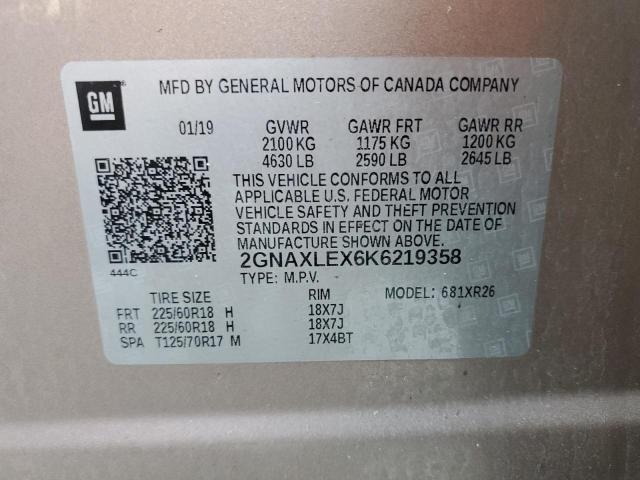 GM
MFD BY GENERAL MOTORS OF CANADA COMPANY
01/19 GVWR GAWR FRT GAWR RR
2100 KG 1175 KG 1200 KG
4630 LB 2590 LB 2645 LB
THIS VEHICLE CONFORMS TO ALL
APPLICABLE U.S. FEDERAL MOTOR
VEHICLE SAFETY AND THEFT PREVENTION
STANDARDS IN EFFECT ON THE DATE OF
MANUFACTURE SHOWN ABOVE.
2GNAXLEX6K6219358
444C
TYPE: M.P.V.
TIRE SIZE RIM MODEL: 681XR26
FRT 225/60R18 H 18X7J
RR 225/60R18 H 18X7J
SPA T125/70R17 M 17X4BT